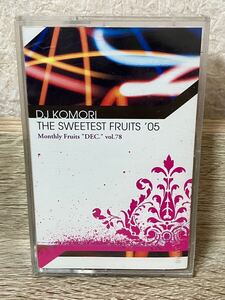 DJ KOMORI
THE SWEETEST FRUITS '05
Monthly Fruits "DEC." vol.78